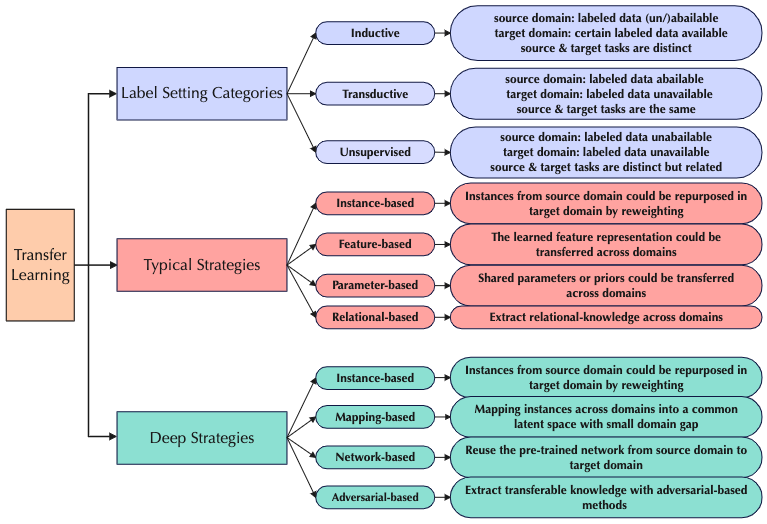 Transfer
Learning
Label Setting Categories
Inductive
source domain: labeled data (un/)abailable
target domain: certain labeled data available
source & target tasks are distinct
Transductive
source domain: labeled data abailable
target domain: labeled data unavailable
source & target tasks are the same
Unsupervised
source domain: labeled data unabailable
target domain: labeled data unavailable
source & target tasks are distinct but related
Typical Strategies
Instance-based
Instances from source domain could be repurposed in
target domain by reweighting
Feature-based
The learned feature representation could be
transferred across domains
Parameter-based
Shared parameters or priors could be transferred
across domains
Relational-based
Extract relational-knowledge across domains
Deep Strategies
Instance-based
Instances from source domain could be repurposed in
target domain by reweighting
Mapping-based
Mapping instances across domains into a common
latent space with small domain gap
Network-based
Reuse the pre-trained network from source domain to
target domain
Adversarial-based
Extract transferable knowledge with adversarial-based
methods